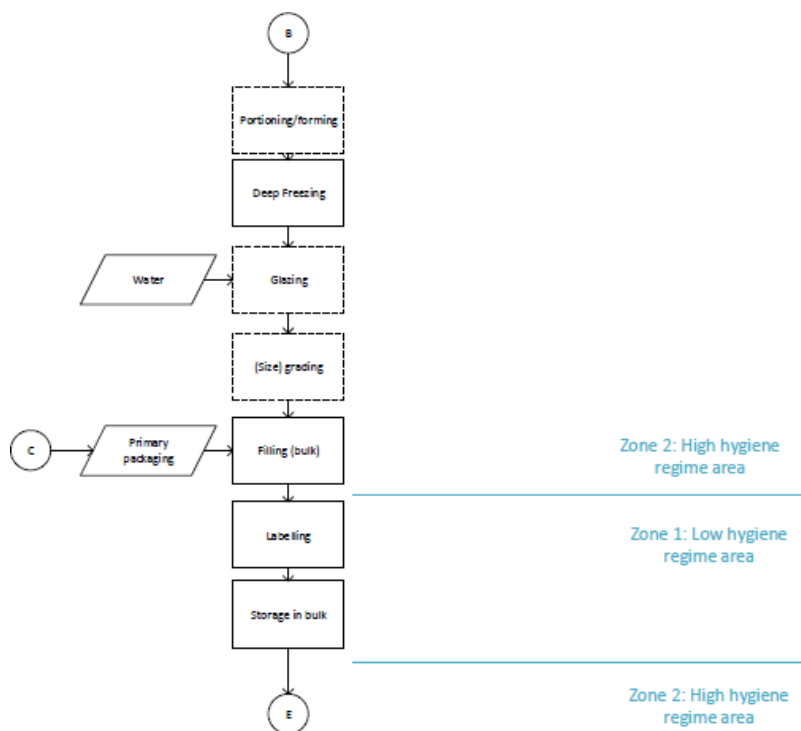 B
Portioning/forming
Deep Freezing
Water
Glazing
(Size) grading
C
Primary
packaging
Filling (bulk)
Zone 2: High hygiene
regime area
Labelling
Zone 1: Low hygiene
regime area
Storage in bulk
E
Zone 2: High hygiene
regime area